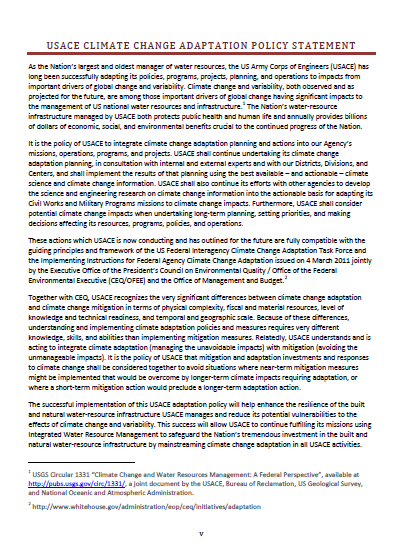 USACE CLIMATE CHANGE ADAPTATION POLICY STATEMENT
As the Nation's largest and oldest manager of water resources, the US Army Corps of Engineers (USACE) has
long been successfully adapting its policies, programs, projects, planning, and operations to impacts from
important drivers of global change and variability. Climate change and variability, both observed and as
projected for the future, are among those important drivers of global change having significant impacts to
the management of US national water resources and infrastructure.1 The Nation's water-resource
infrastructure managed by USACE both protects public health and human life and annually provides billions
of dollars of economic, social, and environmental benefits crucial to the continued progress of the Nation.
It is the policy of USACE to integrate climate change adaptation planning and actions into our Agency's
missions, operations, programs, and projects. USACE shall continue undertaking its climate change
adaptation planning, in consultation with internal and external experts and with our Districts, Divisions, and
Centers, and shall implement the results of that planning using the best available – and actionable – climate
science and climate change information. USACE shall also continue its efforts with other agencies to develop
the science and engineering research on climate change information into the actionable basis for adapting its
Civil Works and Military Programs missions to climate change impacts. Furthermore, USACE shall consider
potential climate change impacts when undertaking long-term planning, setting priorities, and making
decisions affecting its resources, programs, policies, and operations.
These actions which USACE is now conducting and has outlined for the future are fully compatible with the
guiding principles and framework of the US Federal Interagency Climate Change Adaptation Task Force and
the Implementing Instructions for Federal Agency Climate Change Adaptation issued on 4 March 2011 jointly
by the Executive Office of the President's Council on Environmental Quality / Office of the Federal
Environmental Executive (CEQ/OFEE) and the Office of Management and Budget.2
Together with CEQ, USACE recognizes the very significant differences between climate change adaptation
and climate change mitigation in terms of physical complexity, fiscal and material resources, level of
knowledge and technical readiness, and temporal and geographic scale. Because of these differences,
understanding and implementing climate adaptation policies and measures requires very different
knowledge, skills, and abilities than implementing mitigation measures. Relatedly, USACE understands and is
acting to integrate climate adaptation (managing the unavoidable impacts) with mitigation (avoiding the
unmanageable impacts). It is the policy of USACE that mitigation and adaptation investments and responses
to climate change shall be considered together to avoid situations where near-term mitigation measures
might be implemented that would be overcome by longer-term climate impacts requiring adaptation, or
where a short-term mitigation action would preclude a longer-term adaptation action.
The successful implementation of this USACE adaptation policy will help enhance the resilience of the built
and natural water-resource infrastructure USACE manages and reduce its potential vulnerabilities to the
effects of climate change and variability. This success will allow USACE to continue fulfilling its missions using
Integrated Water Resource Management to safeguard the Nation's tremendous investment in the built and
natural water-resource infrastructure by mainstreaming climate change adaptation in all USACE activities.
1 USGS Circular 1331 "Climate Change and Water Resources Management: A Federal Perspective", available at
http://pubs.usgs.gov/circ/1331/, a joint document by the USACE, Bureau of Reclamation, US Geological Survey,
and National Oceanic and Atmospheric Administration.
2 http://www.whitehouse.gov/administration/eop/ceq/initiatives/adaptation
v